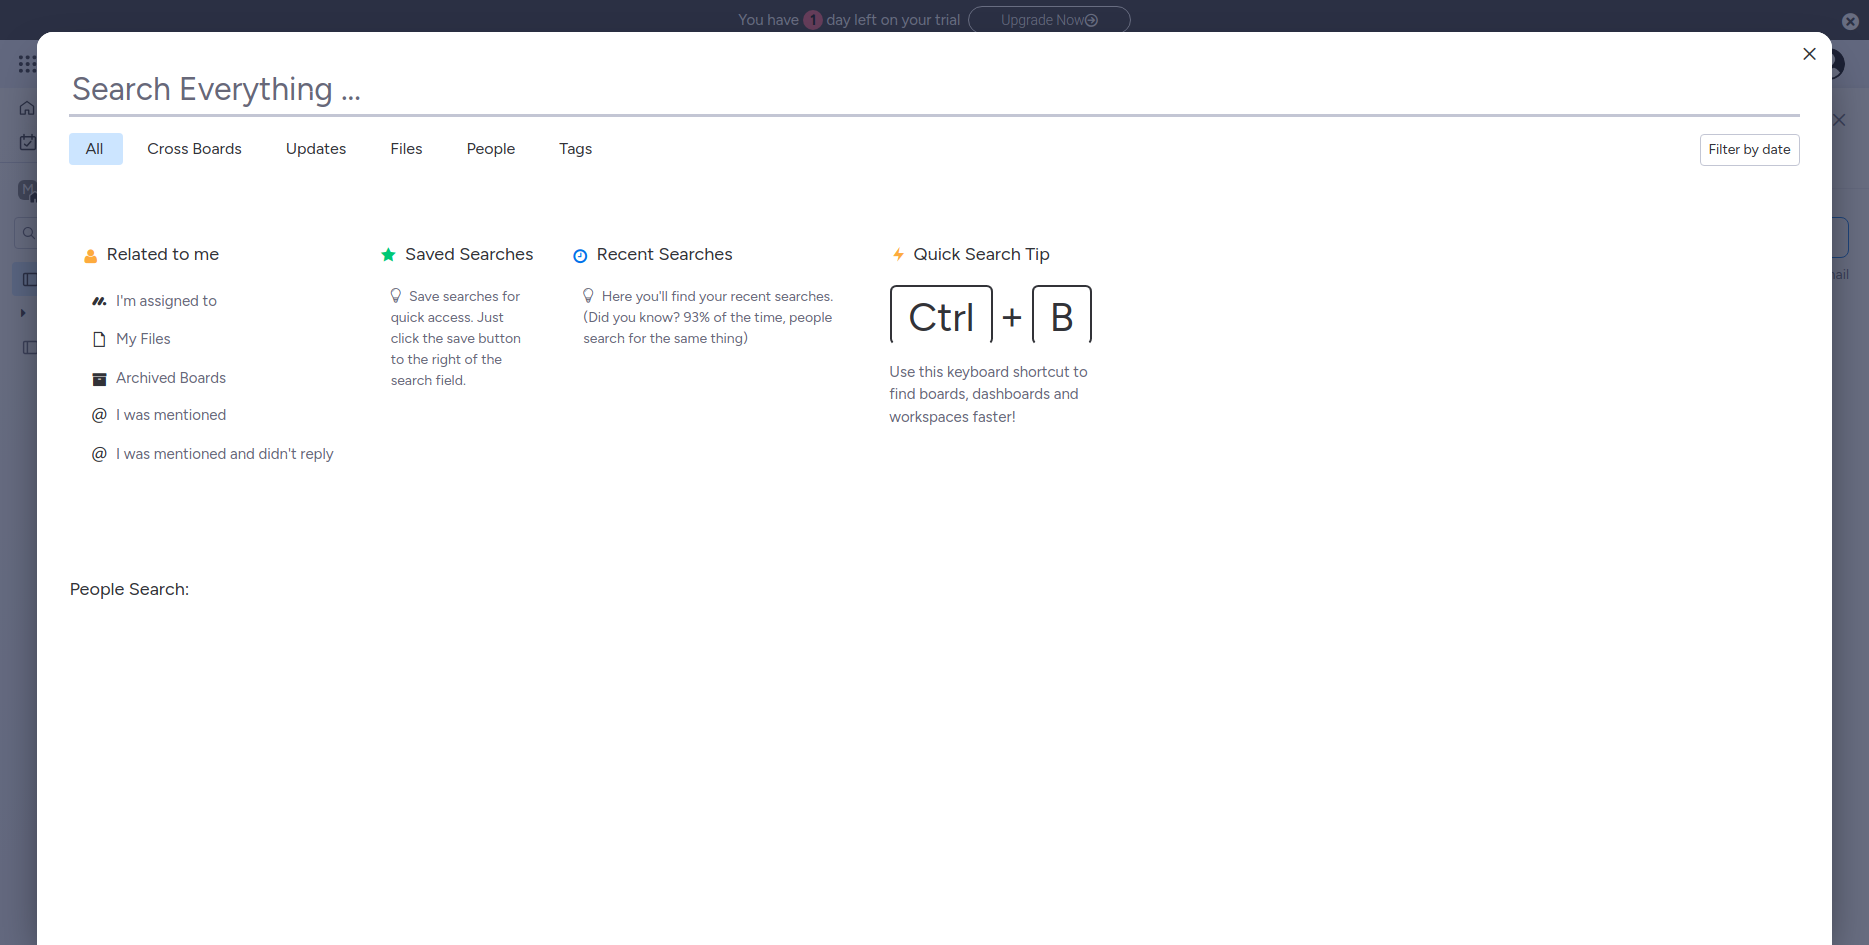 You have 1 day left on your trial Upgrade Now
Search Everything ...
All Cross Boards Updates Files People Tags Filter by date
Related to me
I'm assigned to
My Files
Archived Boards
@ I was mentioned
@ I was mentioned and didn't reply
Saved Searches
Save searches for
quick access. Just
click the save button
to the right of the
search field.
Recent Searches
Here you'll find your recent searches.
(Did you know? 93% of the time, people
search for the same thing)
Quick Search Tip
Ctrl + B
Use this keyboard shortcut to
find boards, dashboards and
workspaces faster!
People Search:
M